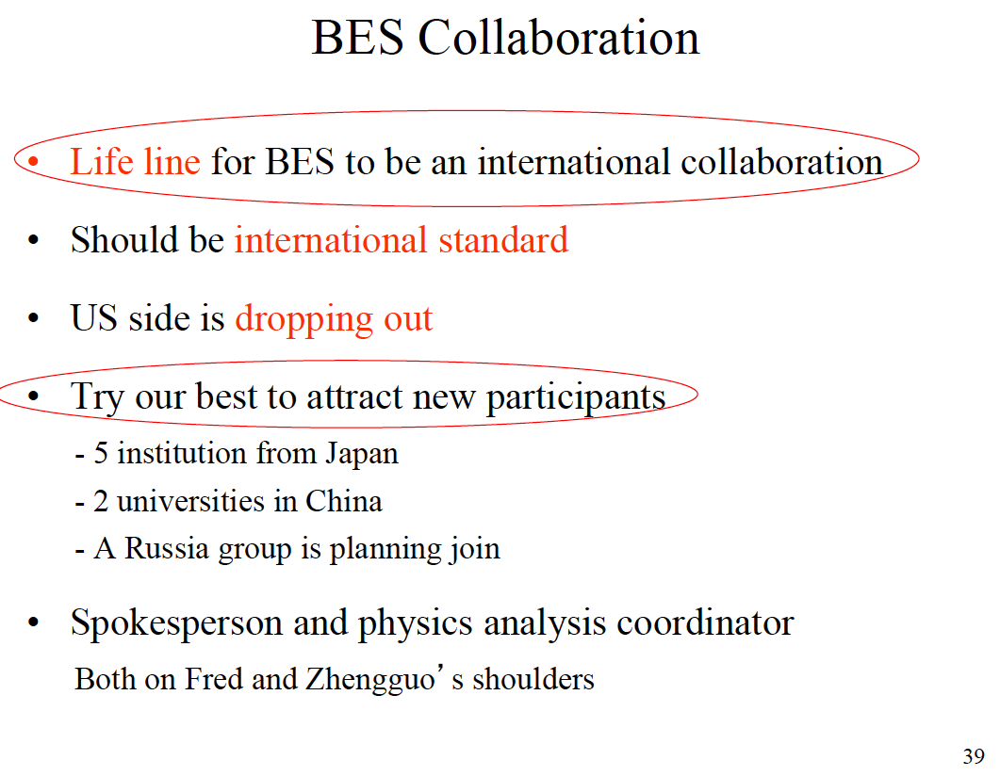 BES Collaboration
• Life line for BES to be an international collaboration
• Should be international standard
• US side is dropping out
• Try our best to attract new participants
- 5 institution from Japan
- 2 universities in China
- A Russia group is planning join
• Spokesperson and physics analysis coordinator
Both on Fred and Zhengguo’s shoulders
39